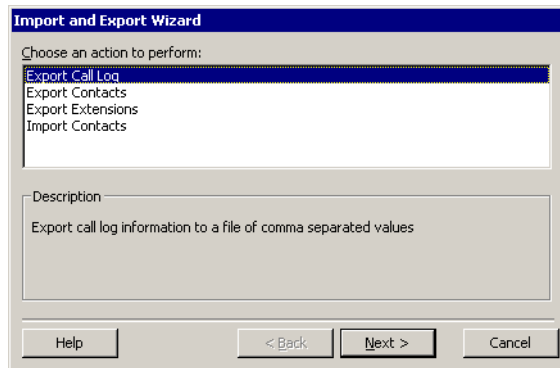 Import and Export Wizard
Choose an action to perform:
Export Call Log
Export Contacts
Export Extensions
Import Contacts
Description
Export call log information to a file of comma separated values
Help
< Back
Next >
Cancel